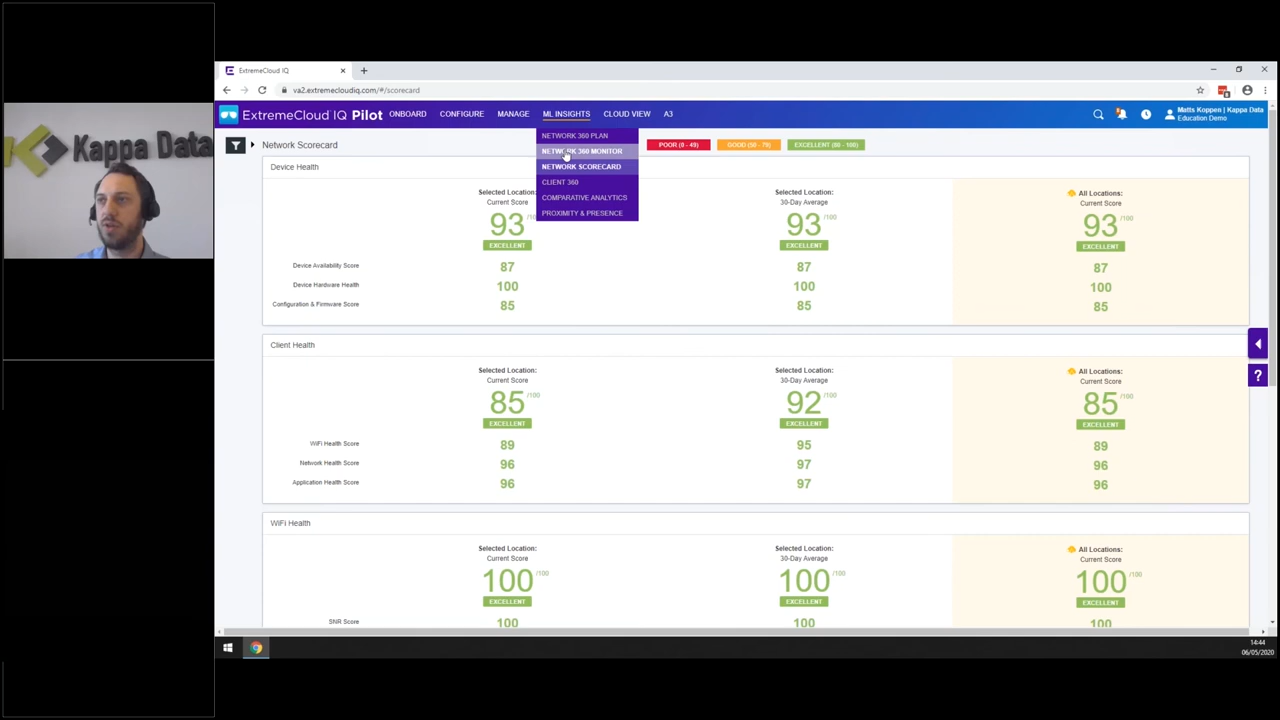 Kappa Data
ExtremeCloud IQ
va2.extremecloudiq.com/#/scorecard
ExtremeCloud IQ Pilot
ONBOARD
CONFIGURE
MANAGE
ML INSIGHTS
CLOUD VIEW
A3
Matts Koppen | Kappa Data
Education Demo
NETWORK 360 PLAN
NETWORK 360 MONITOR
NETWORK SCORECARD
CLIENT 360
COMPARATIVE ANALYTICS
PROXIMITY & PRESENCE
Network Scorecard
POOR (0 - 49)
GOOD (50 - 79)
EXCELLENT (80 - 100)
Device Health
Selected Location: Selected Location: All Locations:
Current Score 30-Day Average Current Score
93 /100 93 /100 93 /100
EXCELLENT EXCELLENT EXCELLENT
Device Availability Score 87 87 87
Device Hardware Health 100 100 100
Configuration & Firmware Score 85 85 85
Client Health
Selected Location: Selected Location: All Locations:
Current Score 30-Day Average Current Score
85 /100 92 /100 85 /100
EXCELLENT EXCELLENT EXCELLENT
WiFi Health Score 89 95 89
Network Health Score 96 97 96
Application Health Score 96 97 96
WiFi Health
Selected Location: Selected Location: All Locations:
Current Score 30-Day Average Current Score
100 /100 100 /100 100 /100
EXCELLENT EXCELLENT EXCELLENT
SNR Score 100 100 100
?
14:44
06/05/2020